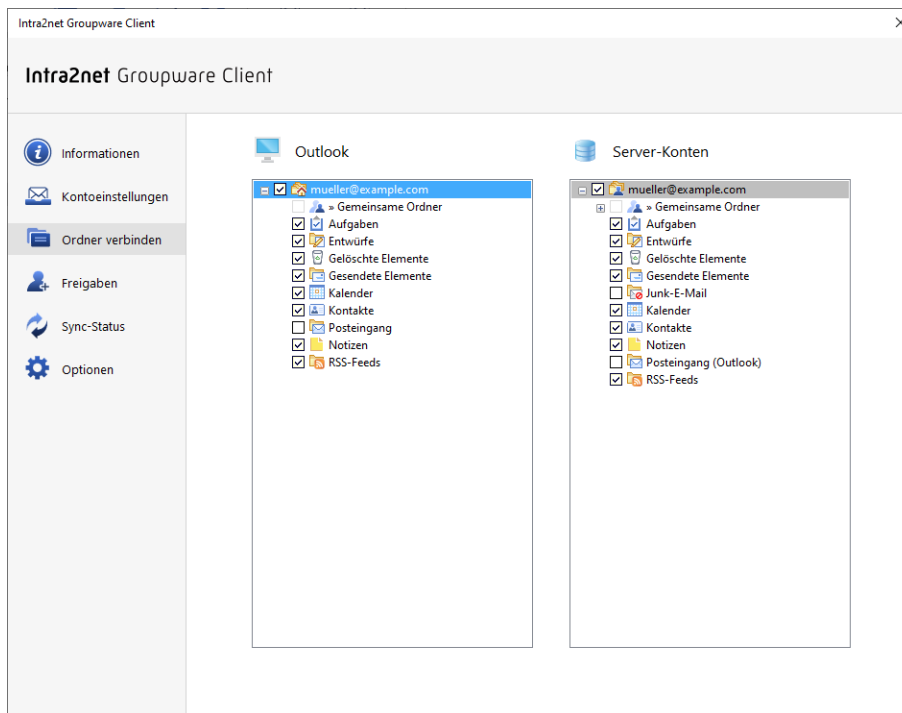 Intra2net Groupware Client
Intra2net Groupware Client
Informationen
Kontoeinstellungen
Ordner verbinden
Freigaben
Sync-Status
Optionen
Outlook
mueller@example.com
» Gemeinsame Ordner
Aufgaben
Entwürfe
Gelöschte Elemente
Gesendete Elemente
Kalender
Kontakte
Posteingang
Notizen
RSS-Feeds
Server-Konten
mueller@example.com
» Gemeinsame Ordner
Aufgaben
Entwürfe
Gelöschte Elemente
Gesendete Elemente
Junk-E-Mail
Kalender
Kontakte
Notizen
Posteingang (Outlook)
RSS-Feeds